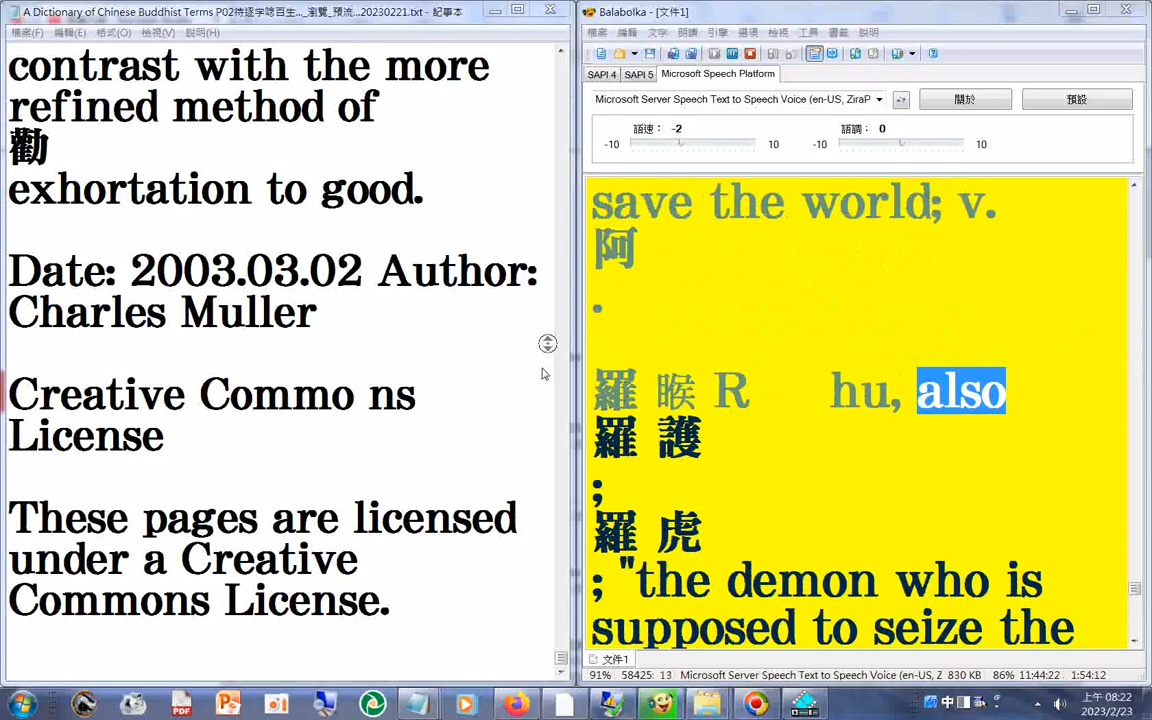 A Dictionary of Chinese Buddhist Terms P02待逐字唸百生..._瀏覽_預流...20230221.txt - 記事本
檔案(F) 編輯(E) 格式(O) 檢視(V) 說明(H)
contrast with the more
refined method of
勸
exhortation to good.
Date: 2003.03.02 Author:
Charles Muller
Creative Commo ns
License
These pages are licensed
under a Creative
Commons License.
Balabolka - [文件1]
檔案 編輯 文字 朗讀 引擎 選項 檢視 工具 書籤 說明
SAPI 4 SAPI 5 Microsoft Speech Platform
Microsoft Server Speech Text to Speech Voice (en-US, ZiraP
關於 預設
語速： -2 語調： 0
-10 10 -10 10
save the world; v.
阿
.
羅 睺 R hu, also
羅 護
;
羅 虎
; "the demon who is
supposed to seize the
文件1
91% 58425: 13 Microsoft Server Speech Text to Speech Voice (en-US, Z 830 KB 86% 11:44:22 1:54:12
中
上午 08:22
2023/2/23